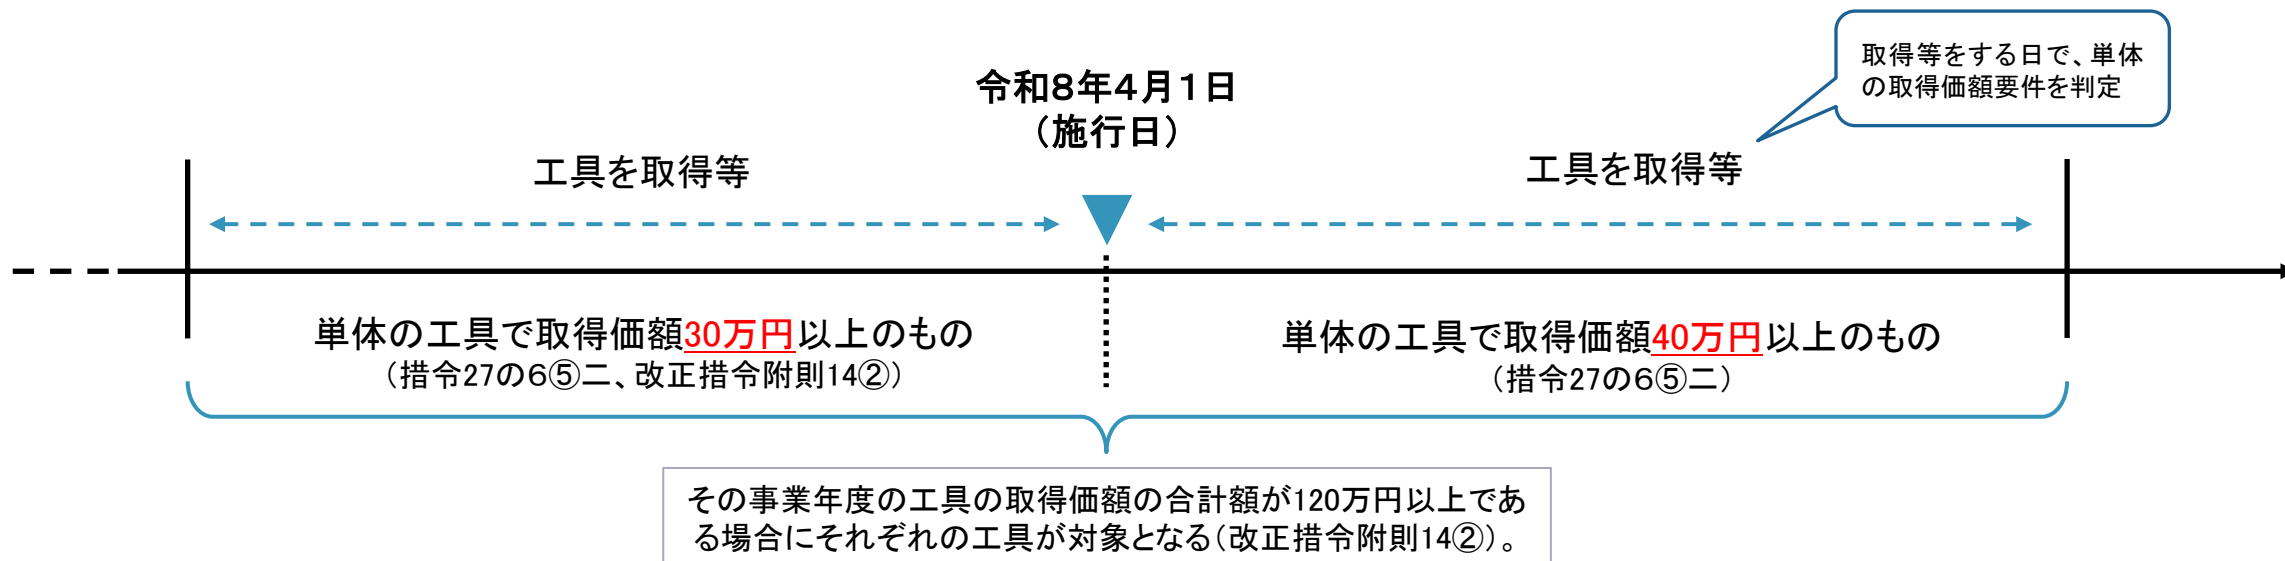 取得等をする日で、単体
の取得価額要件を判定
令和８年４月１日
（施行日）
工具を取得等
工具を取得等
単体の工具で取得価額30万円以上のもの
（措令27の６⑤二、改正措令附則14②）
単体の工具で取得価額40万円以上のもの
（措令27の６⑤二）
その事業年度の工具の取得価額の合計額が120万円以上であ
る場合にそれぞれの工具が対象となる（改正措令附則14②）。